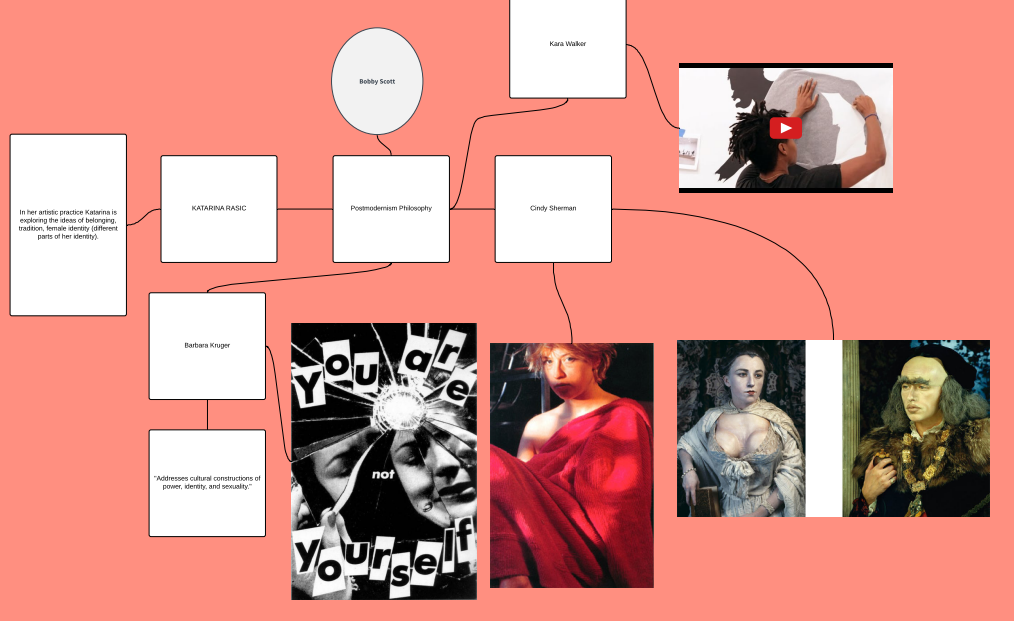 Kara Walker
Bobby Scott
In her artistic practice Katarina is
exploring the ideas of belonging,
tradition, female identity (different
parts of her identity).
KATARINA RASIC
Postmodernism Philosophy
Cindy Sherman
Barbara Kruger
"Addresses cultural constructions of
power, identity, and sexuality."
You are
not
yourself